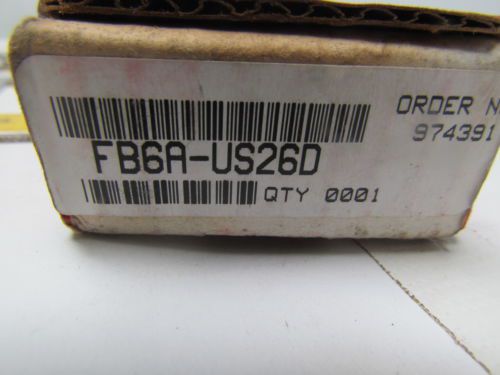 ORDER N
974391
FB6A-US26D
QTY 0001